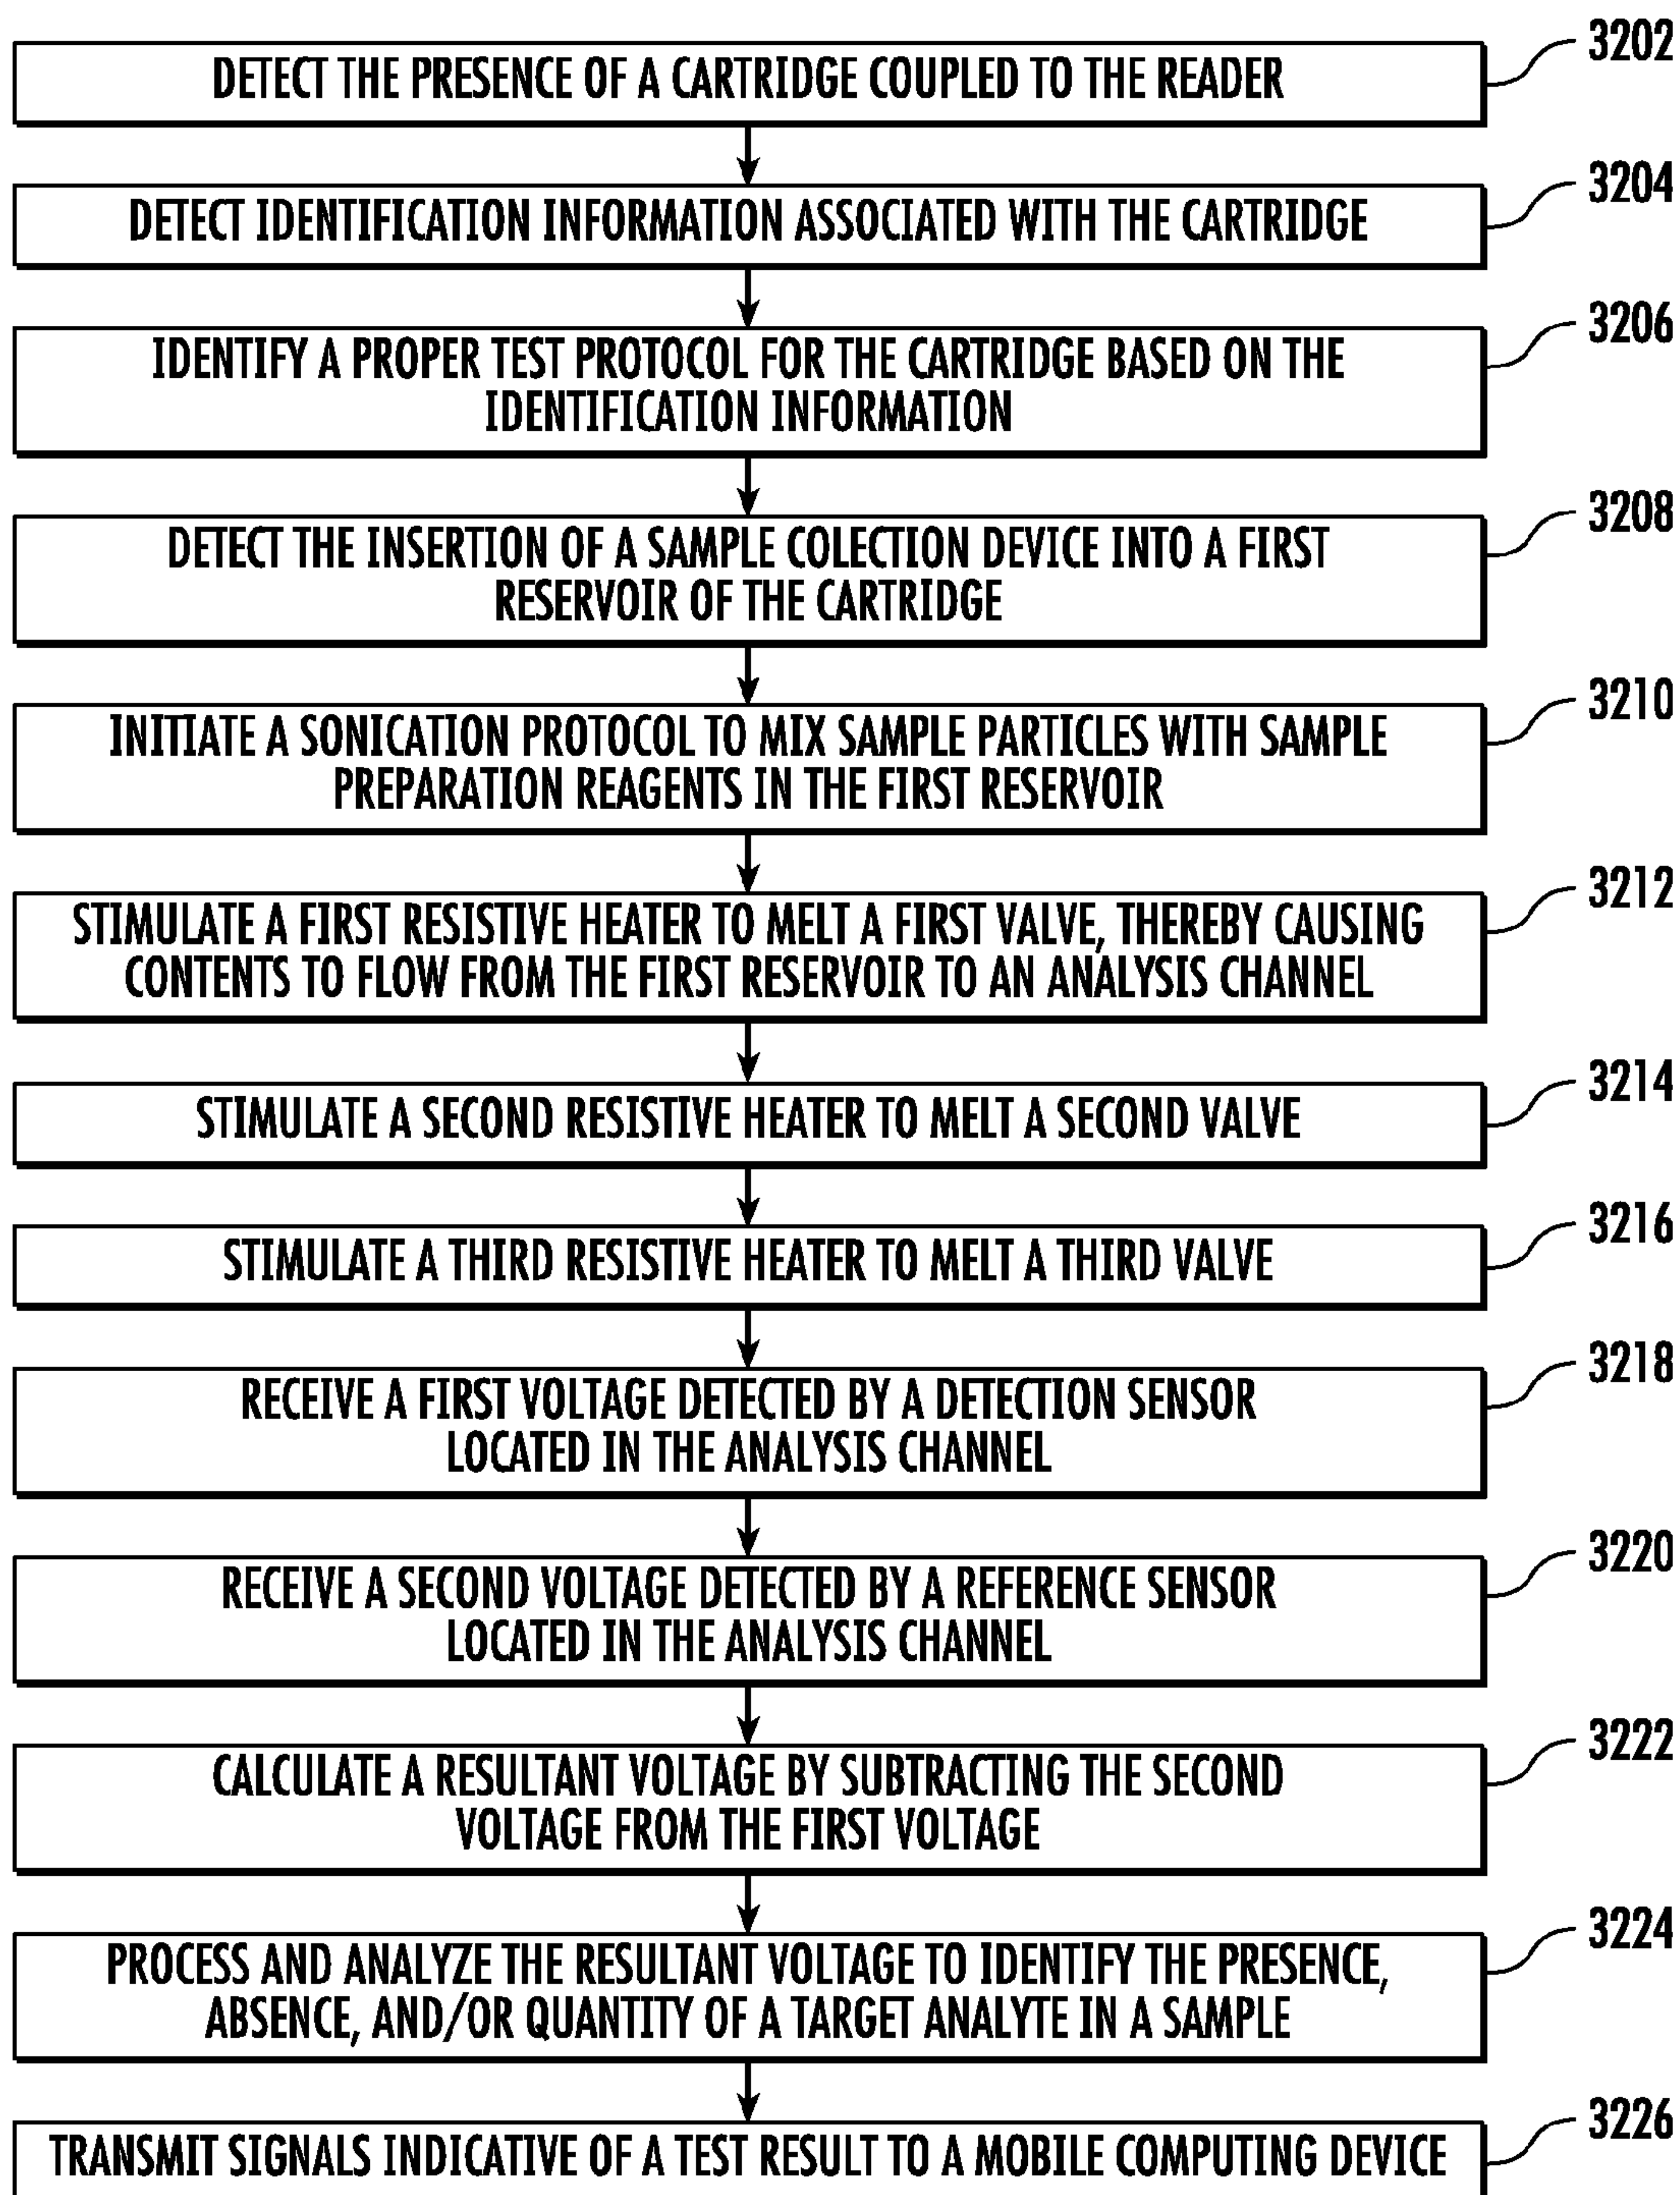 3202
DETECT THE PRESENCE OF A CARTRIDGE COUPLED TO THE READER
3204
DETECT IDENTIFICATION INFORMATION ASSOCIATED WITH THE CARTRIDGE
3206
IDENTIFY A PROPER TEST PROTOCOL FOR THE CARTRIDGE BASED ON THE
IDENTIFICATION INFORMATION
3208
DETECT THE INSERTION OF A SAMPLE COLECTION DEVICE INTO A FIRST
RESERVOIR OF THE CARTRIDGE
3210
INITIATE A SONICATION PROTOCOL TO MIX SAMPLE PARTICLES WITH SAMPLE
PREPARATION REAGENTS IN THE FIRST RESERVOIR
3212
STIMULATE A FIRST RESISTIVE HEATER TO MELT A FIRST VALVE, THEREBY CAUSING
CONTENTS TO FLOW FROM THE FIRST RESERVOIR TO AN ANALYSIS CHANNEL
3214
STIMULATE A SECOND RESISTIVE HEATER TO MELT A SECOND VALVE
3216
STIMULATE A THIRD RESISTIVE HEATER TO MELT A THIRD VALVE
3218
RECEIVE A FIRST VOLTAGE DETECTED BY A DETECTION SENSOR
LOCATED IN THE ANALYSIS CHANNEL
3220
RECEIVE A SECOND VOLTAGE DETECTED BY A REFERENCE SENSOR
LOCATED IN THE ANALYSIS CHANNEL
3222
CALCULATE A RESULTANT VOLTAGE BY SUBTRACTING THE SECOND
VOLTAGE FROM THE FIRST VOLTAGE
3224
PROCESS AND ANALYZE THE RESULTANT VOLTAGE TO IDENTIFY THE PRESENCE,
ABSENCE, AND/OR QUANTITY OF A TARGET ANALYTE IN A SAMPLE
3226
TRANSMIT SIGNALS INDICATIVE OF A TEST RESULT TO A MOBILE COMPUTING DEVICE